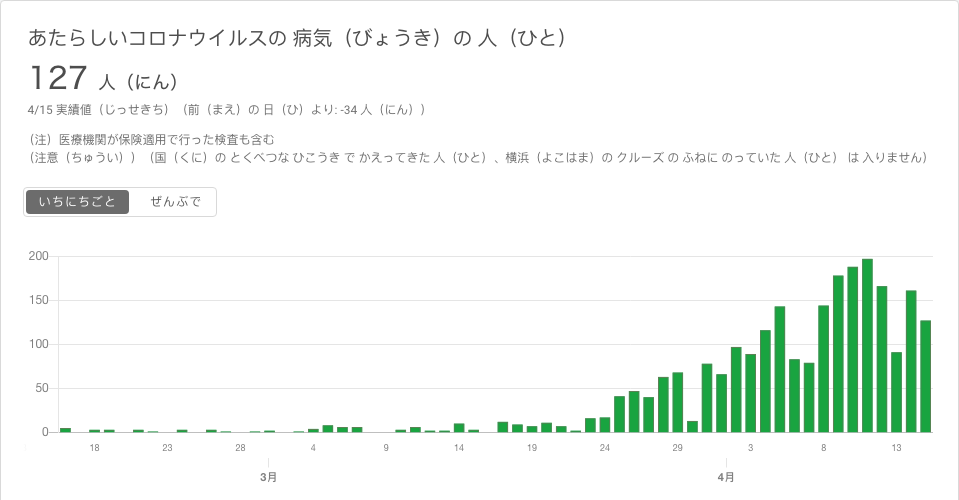 あたらしいコロナウイルスの 病気（びょうき）の 人（ひと）
127 人（にん）
4/15 実績値（じっせきち）（前（まえ）の 日（ひ）より: -34 人（にん））
（注）医療機関が保険適用で行った検査も含む
（注意（ちゅうい））（国（くに）の とくべつな ひこうき で かえってきた 人（ひと）、横浜（よこはま）の クルーズ の ふねに のっていた 人（ひと） は 入りません）
いちにちごと ぜんぶで
200
150
100
50
0
18 23 28 4 9 14 19 24 29 3 8 13
3月 4月